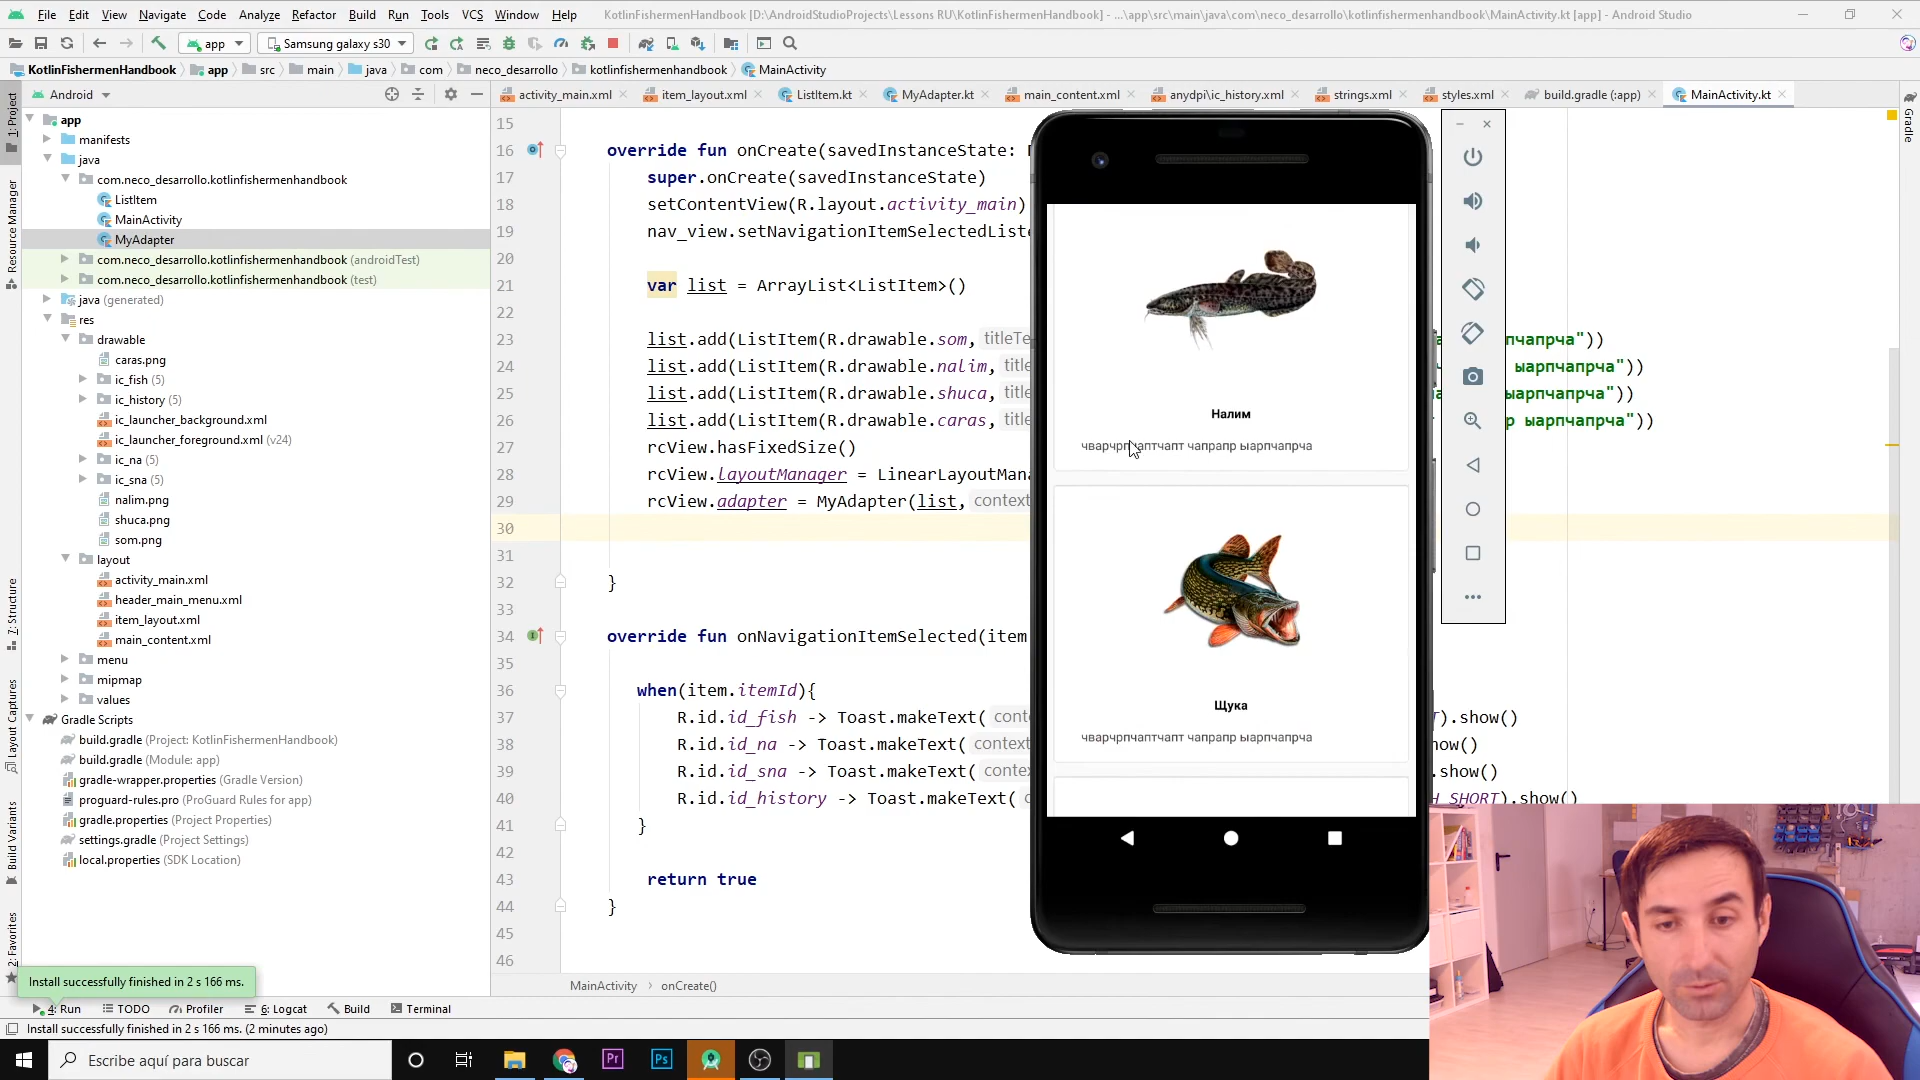 File Edit View Navigate Code Analyze Refactor Build Run Tools VCS Window Help KotlinFishermenHandbook [D:\AndroidStudioProjects\Lessons RU\KotlinFishermenHandbook] - ...\app\src\main\java\com\neco_desarrollo\kotlinfishermenhandbook\MainActivity.kt [app] - Android Studio
app Samsung galaxy s30
KotlinFishermenHandbook app src main java com neco_desarrollo kotlinfishermenhandbook MainActivity
Android
activity_main.xml item_layout.xml ListItem.kt MyAdapter.kt main_content.xml anydpi\ic_history.xml strings.xml styles.xml build.gradle (:app) MainActivity.kt
1: Project
Resource Manager
7: Structure
Layout Captures
Build Variants
2: Favorites
Gradle
app
manifests
java
com.neco_desarrollo.kotlinfishermenhandbook
ListItem
MainActivity
MyAdapter
com.neco_desarrollo.kotlinfishermenhandbook (androidTest)
com.neco_desarrollo.kotlinfishermenhandbook (test)
java (generated)
res
drawable
caras.png
ic_fish (5)
ic_history (5)
ic_launcher_background.xml
ic_launcher_foreground.xml (v24)
ic_na (5)
ic_sna (5)
nalim.png
shuca.png
som.png
layout
activity_main.xml
header_main_menu.xml
item_layout.xml
main_content.xml
menu
mipmap
values
Gradle Scripts
build.gradle (Project: KotlinFishermenHandbook)
build.gradle (Module: app)
gradle-wrapper.properties (Gradle Version)
proguard-rules.pro (ProGuard Rules for app)
gradle.properties (Project Properties)
settings.gradle (Project Settings)
local.properties (SDK Location)
15
16 override fun onCreate(savedInstanceState:
17 super.onCreate(savedInstanceState)
18 setContentView(R.layout.activity_main)
19 nav_view.setNavigationItemSelectedListe
20
21 var list = ArrayList<ListItem>()
22
23 list.add(ListItem(R.drawable.som, titleTe пчапрча"))
24 list.add(ListItem(R.drawable.nalim, title ыарпчапрча"))
25 list.add(ListItem(R.drawable.shuca, title ыарпчапрча"))
26 list.add(ListItem(R.drawable.caras, title р ыарпчапрча"))
27 rcView.hasFixedSize()
28 rcView.layoutManager = LinearLayoutMana
29 rcView.adapter = MyAdapter(list, context
30
31
32 }
33
34 override fun onNavigationItemSelected(item
35
36 when(item.itemId){
37 R.id.id_fish -> Toast.makeText( conte T).show()
38 R.id.id_na -> Toast.makeText( context how()
39 R.id.id_sna -> Toast.makeText( conte .show()
40 R.id.id_history -> Toast.makeText( c H_SHORT).show()
41 }
42
43 return true
44 }
45
46
Налим
чварчрпчаптчапт чапрапр ыарпчапрча
Щука
чварчрпчаптчапт чапрапр ыарпчапрча
MainActivity onCreate()
Install successfully finished in 2 s 166 ms.
4: Run TODO Profiler 6: Logcat Build Terminal
Install successfully finished in 2 s 166 ms. (2 minutes ago)
Escribe aquí para buscar Pr Ps